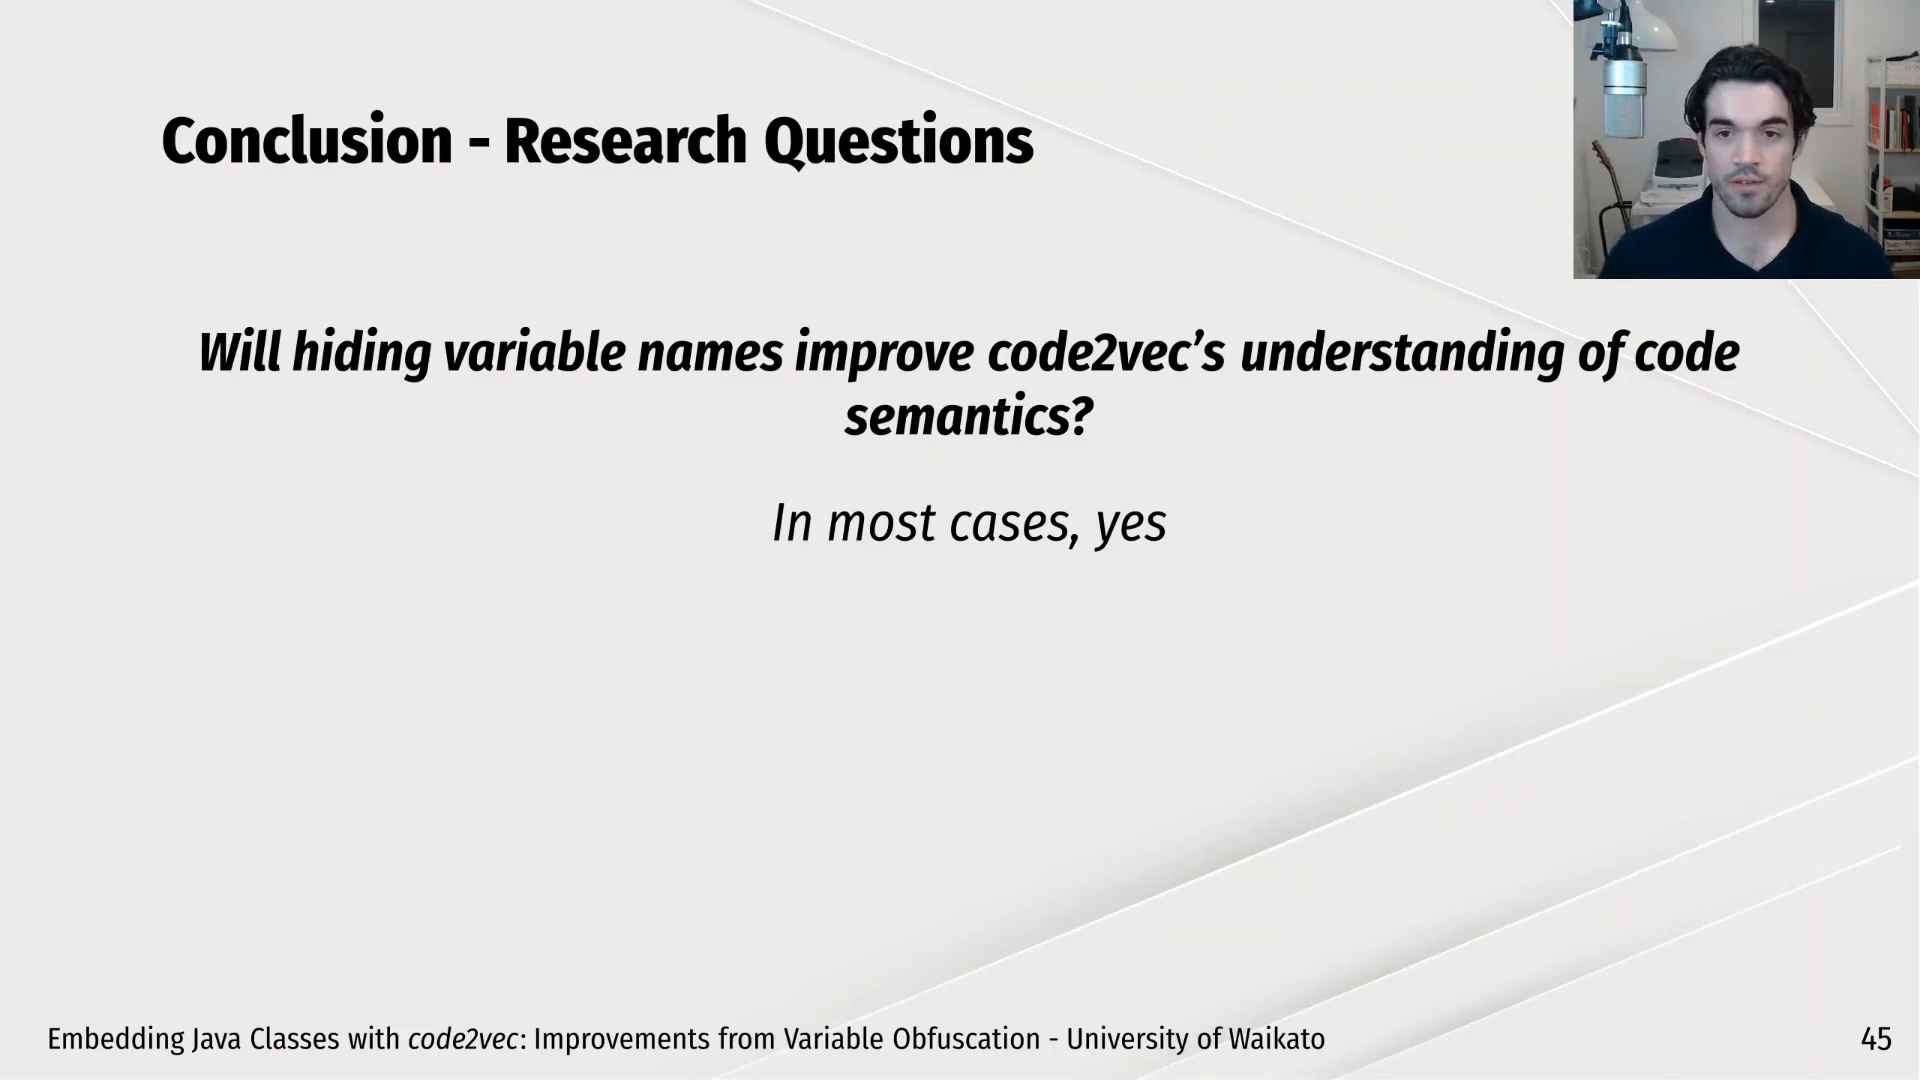 Conclusion - Research Questions
Will hiding variable names improve code2vec’s understanding of code
semantics?
In most cases, yes
Embedding Java Classes with code2vec: Improvements from Variable Obfuscation - University of Waikato
45